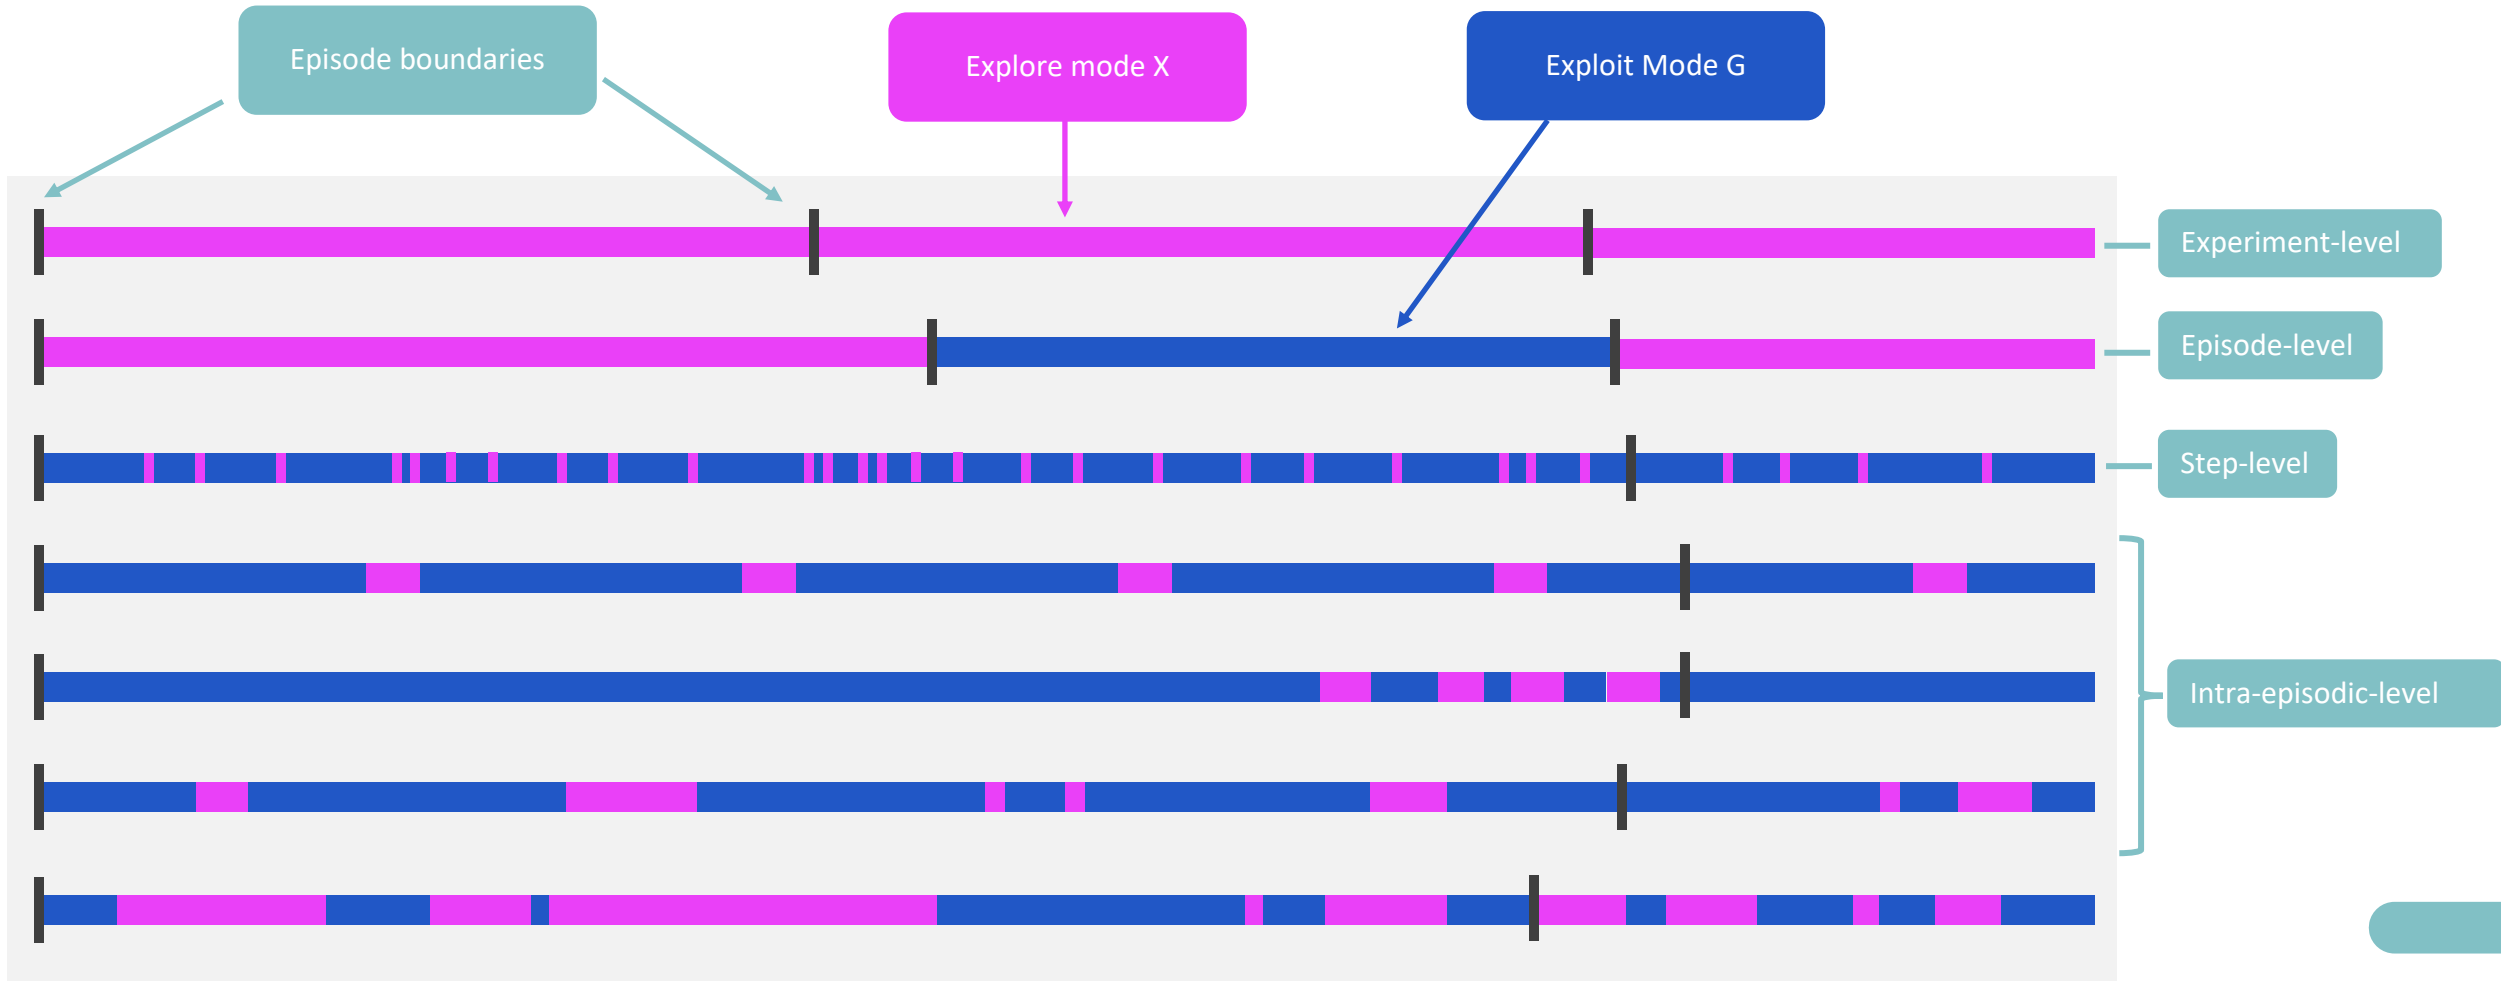 Episode boundaries
Explore mode X
Exploit Mode G
Experiment-level
Episode-level
Step-level
Intra-episodic-level